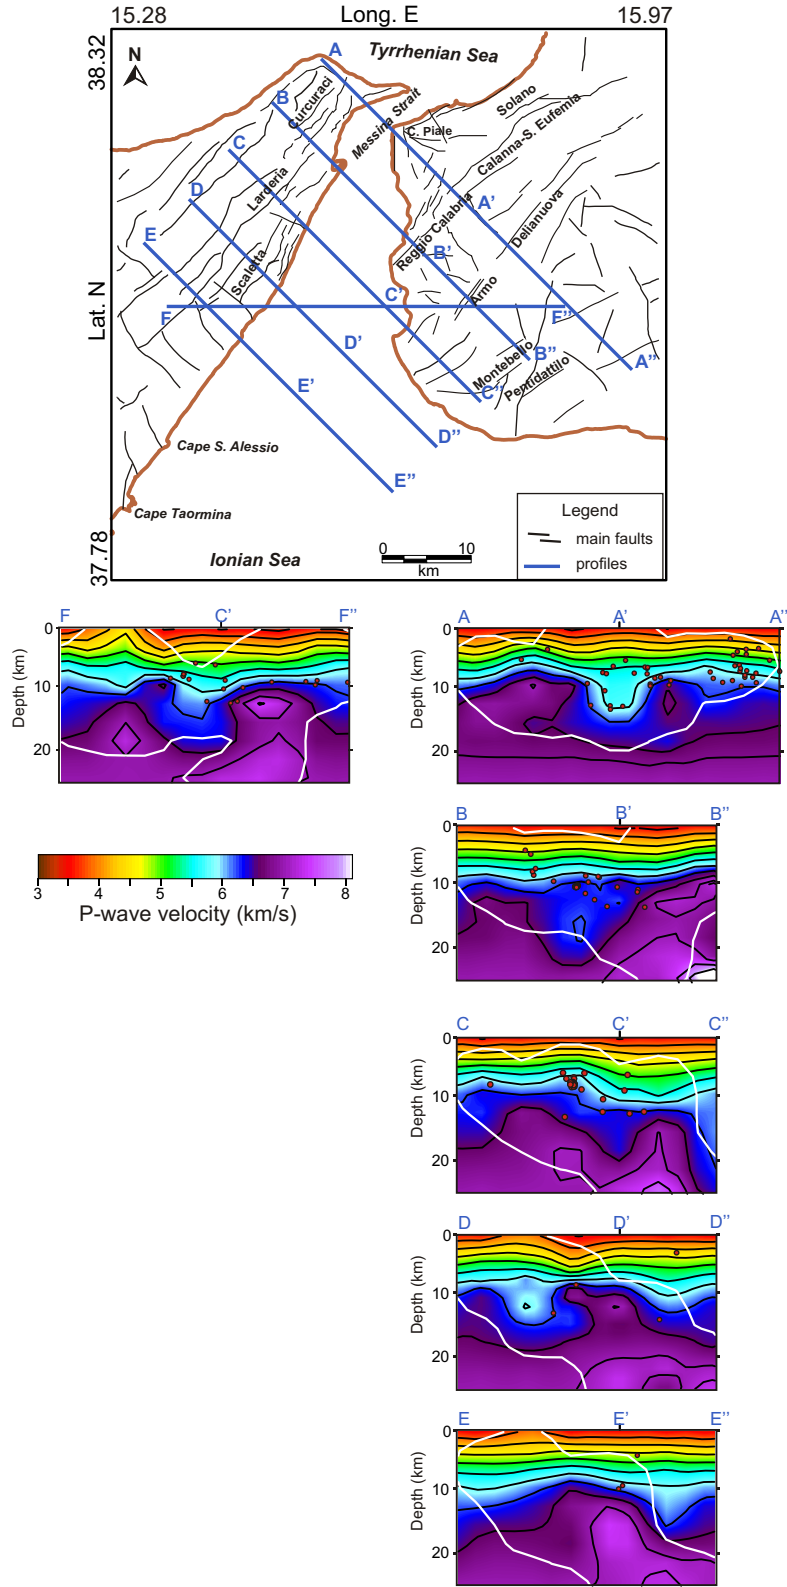 15.28 Long. E 15.97
38.32
Lat. N
37.78
N
Tyrrhenian Sea
A
B
Curcuraci
Messina Strait
Solano
C. Piale
Calanna-S. Eufemia
C
Larderia
D
A'
Reggio Calabria
Delianuova
E
B'
Scaletta
Armo
C'
F
F''
D'
B''
A''
Montebello
E'
C''
Pentidattilo
D''
Cape S. Alessio
E''
Cape Taormina
Legend
main faults
profiles
0 10
km
Ionian Sea
F C' F''
0
10
20
Depth (km)
A A' A''
0
10
20
Depth (km)
B B' B''
0
10
20
Depth (km)
3 4 5 6 7 8
P-wave velocity (km/s)
C C' C''
0
10
20
Depth (km)
D D' D''
0
10
20
Depth (km)
E E' E''
0
10
20
Depth (km)